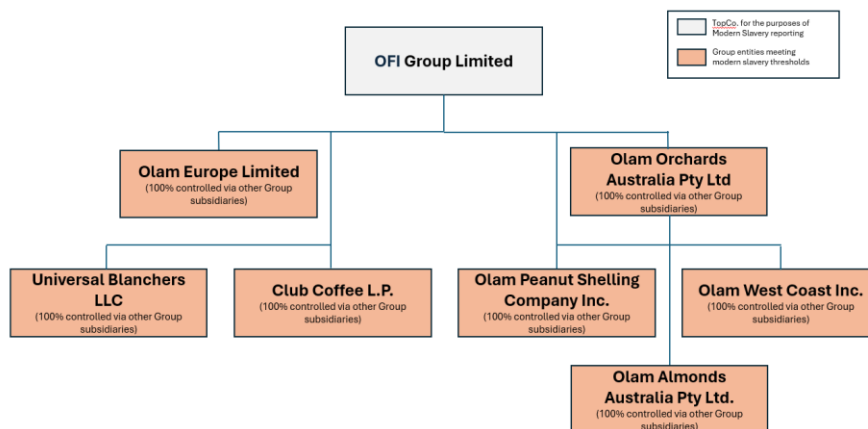 TopCo. for the purposes of
Modern Slavery reporting
Group entities meeting
modern slavery thresholds
OFI Group Limited
Olam Europe Limited
(100% controlled via other Group
subsidiaries)
Olam Orchards
Australia Pty Ltd
(100% controlled via other Group
subsidiaries)
Universal Blanchers
LLC
(100% controlled via other Group
subsidiaries)
Club Coffee L.P.
(100% controlled via other Group
subsidiaries)
Olam Peanut Shelling
Company Inc.
(100% controlled via other Group
subsidiaries)
Olam West Coast Inc.
(100% controlled via other Group
subsidiaries)
Olam Almonds
Australia Pty Ltd.
(100% controlled via other Group
subsidiaries)